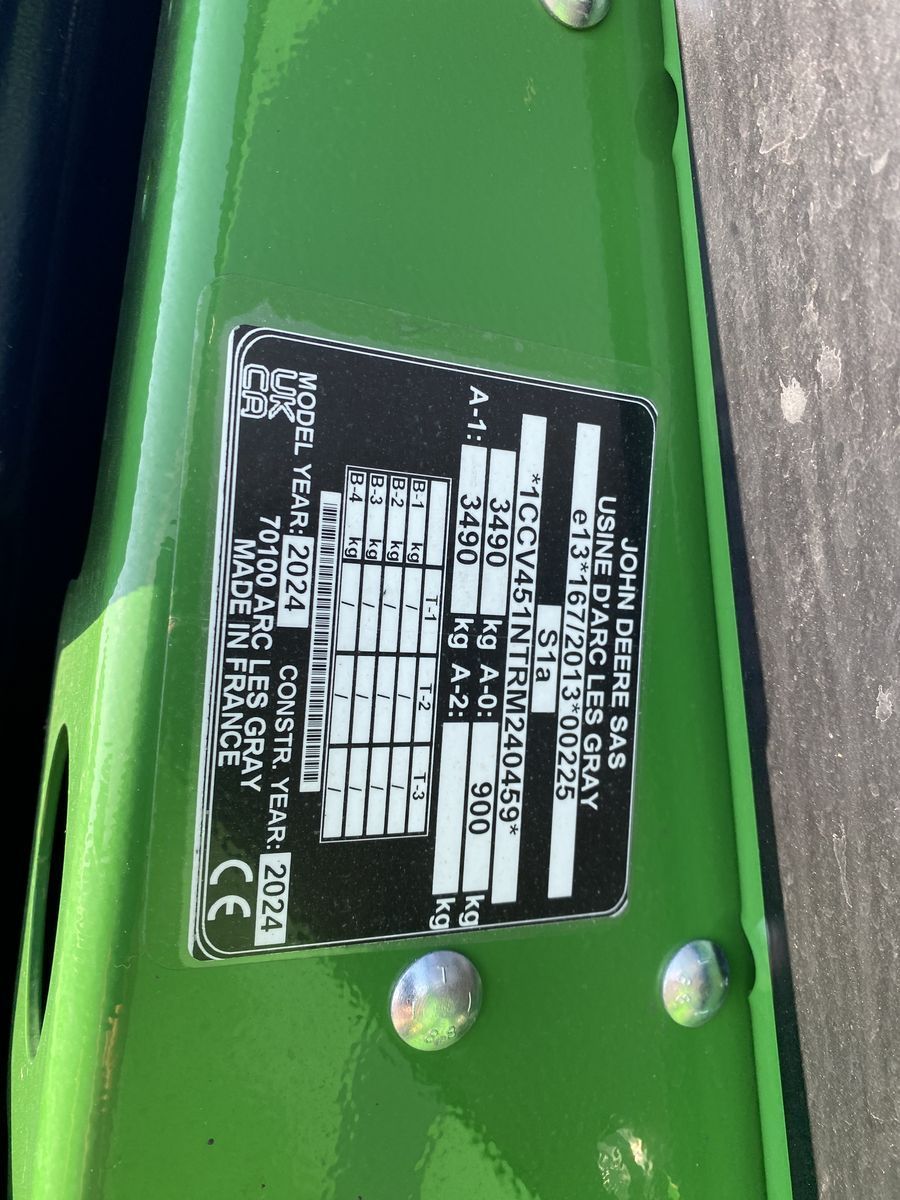 JOHN DEERE SAS
USINE D'ARC LES GRAY
e13*167/2013*00225
S1a
*1CCV451NTRM240459*
3490 kg A-0: 900 kg
A-1: 3490 kg A-2: kg
T-1 T-2 T-3
B-1 kg / / /
B-2 kg / / /
B-3 kg / / /
B-4 kg / / /
MODEL YEAR: 2024 CONSTR. YEAR: 2024
UK
CA
70100 ARC LES GRAY
MADE IN FRANCE
CE
8.8